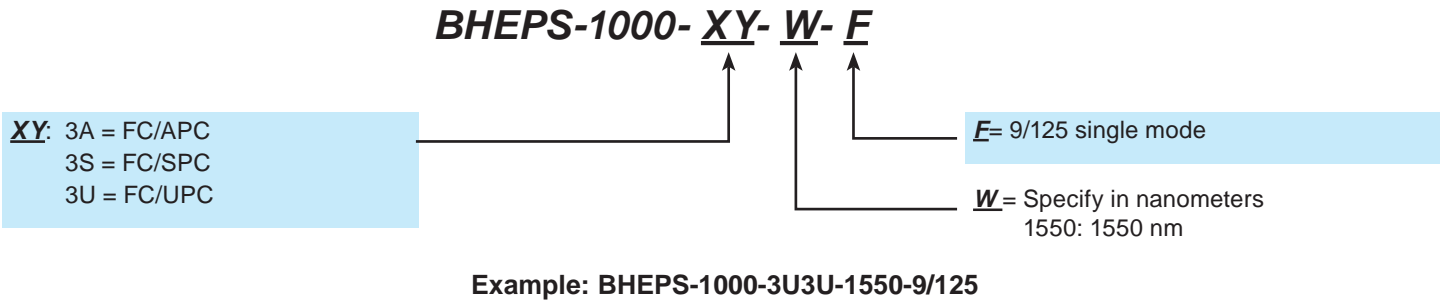 BHEPS-1000- XY- W- F
XY: 3A = FC/APC
3S = FC/SPC
3U = FC/UPC
F= 9/125 single mode
W= Specify in nanometers
1550: 1550 nm
Example: BHEPS-1000-3U3U-1550-9/125